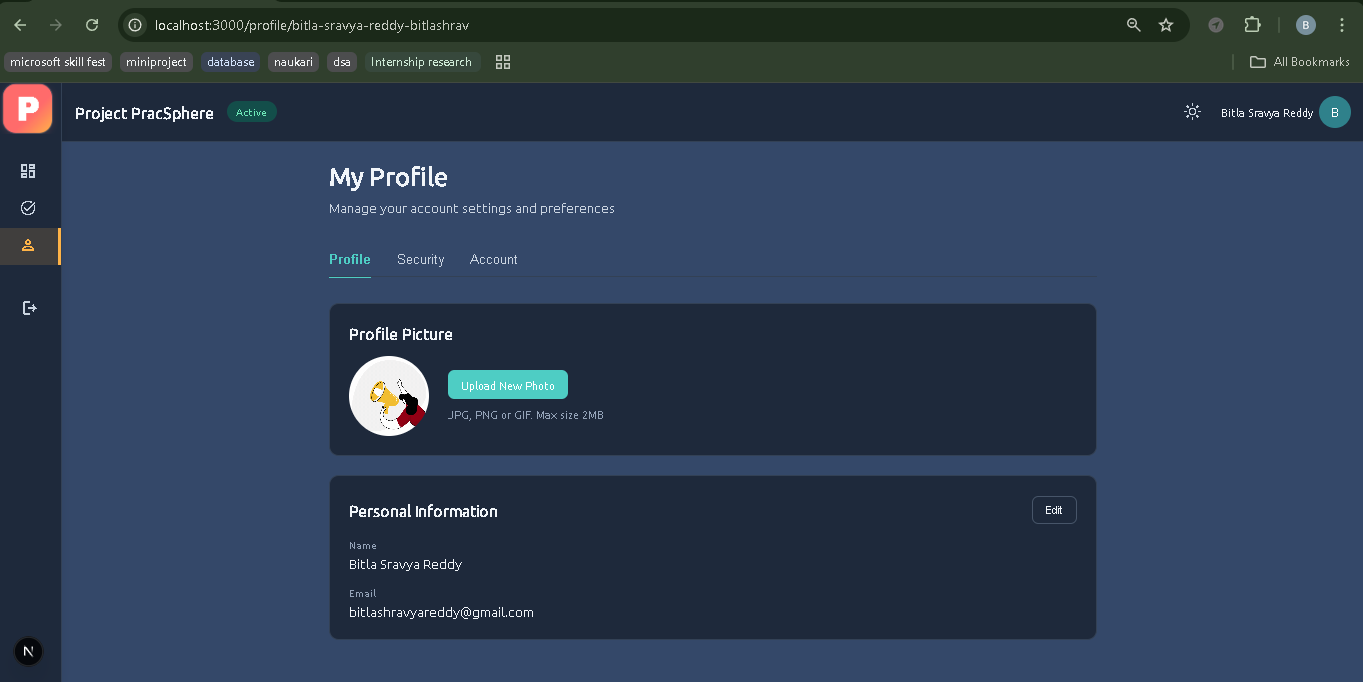 localhost:3000/profile/bitla-sravya-reddy-bitlashrav
B
microsoft skill fest miniproject database naukari dsa Internship research All Bookmarks
P
Project PracSphere Active Bitla Sravya Reddy B
My Profile
Manage your account settings and preferences
Profile Security Account
Profile Picture
Upload New Photo
JPG, PNG or GIF. Max size 2MB
Personal Information Edit
Name
Bitla Sravya Reddy
Email
bitlashravyareddy@gmail.com
N